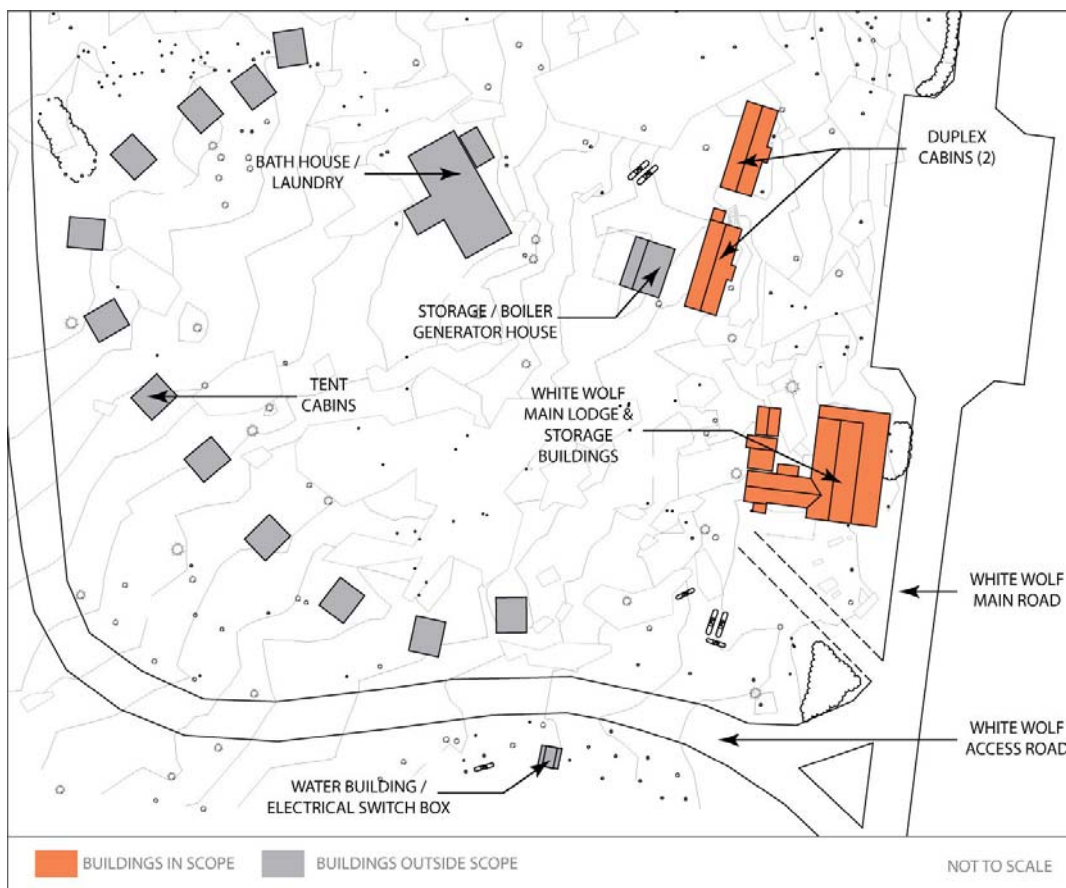 DUPLEX
CABINS (2)
BATH HOUSE /
LAUNDRY
STORAGE / BOILER
GENERATOR HOUSE
TENT
CABINS
WHITE WOLF
MAIN LODGE &
STORAGE
BUILDINGS
WHITE WOLF
MAIN ROAD
WHITE WOLF
ACCESS ROAD
WATER BUILDING /
ELECTRICAL SWITCH BOX
BUILDINGS IN SCOPE
BUILDINGS OUTSIDE SCOPE
NOT TO SCALE